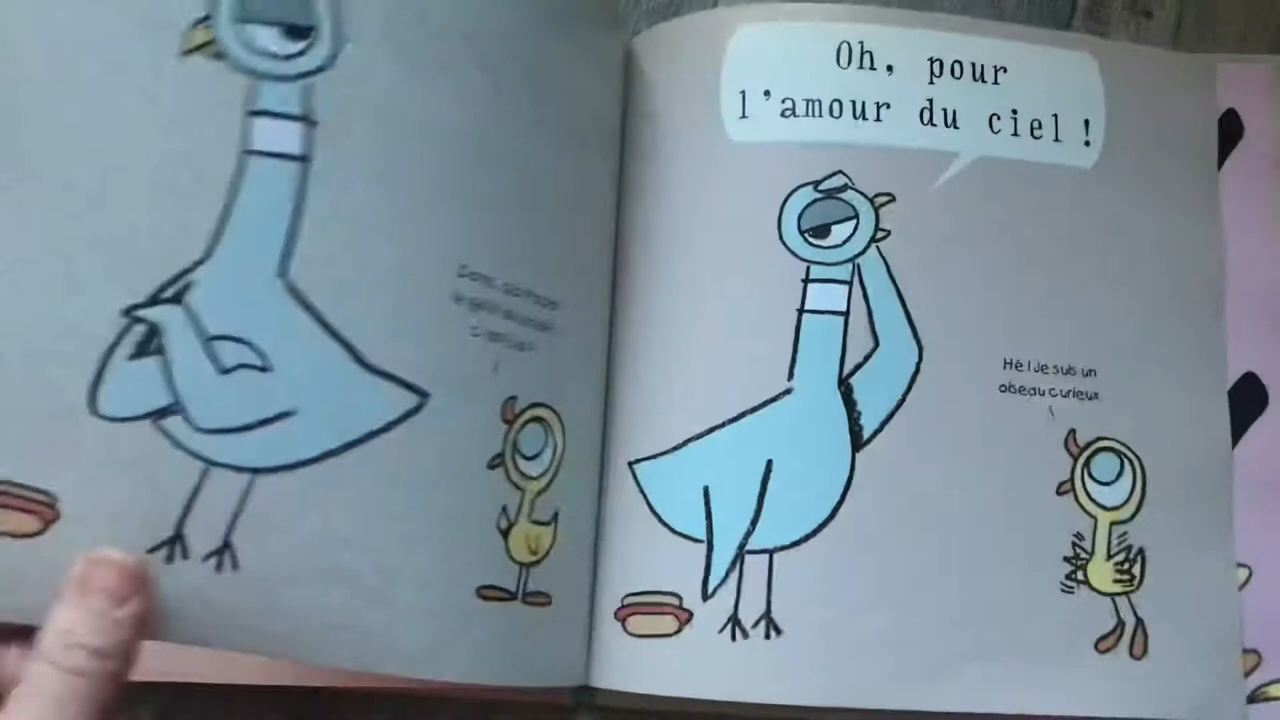 Oh, pour
l'amour du ciel !
Hé ! Je suis un
oiseau curieux.